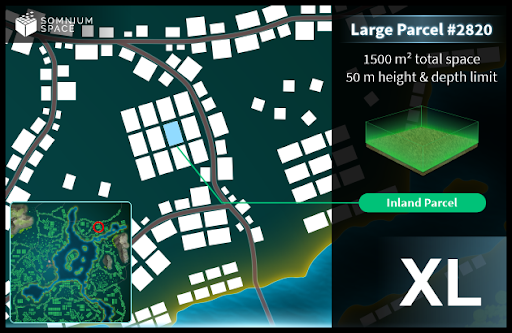 SOMNIUM
SPACE
Large Parcel #2820
1500 m² total space
50 m height & depth limit
Inland Parcel
XL